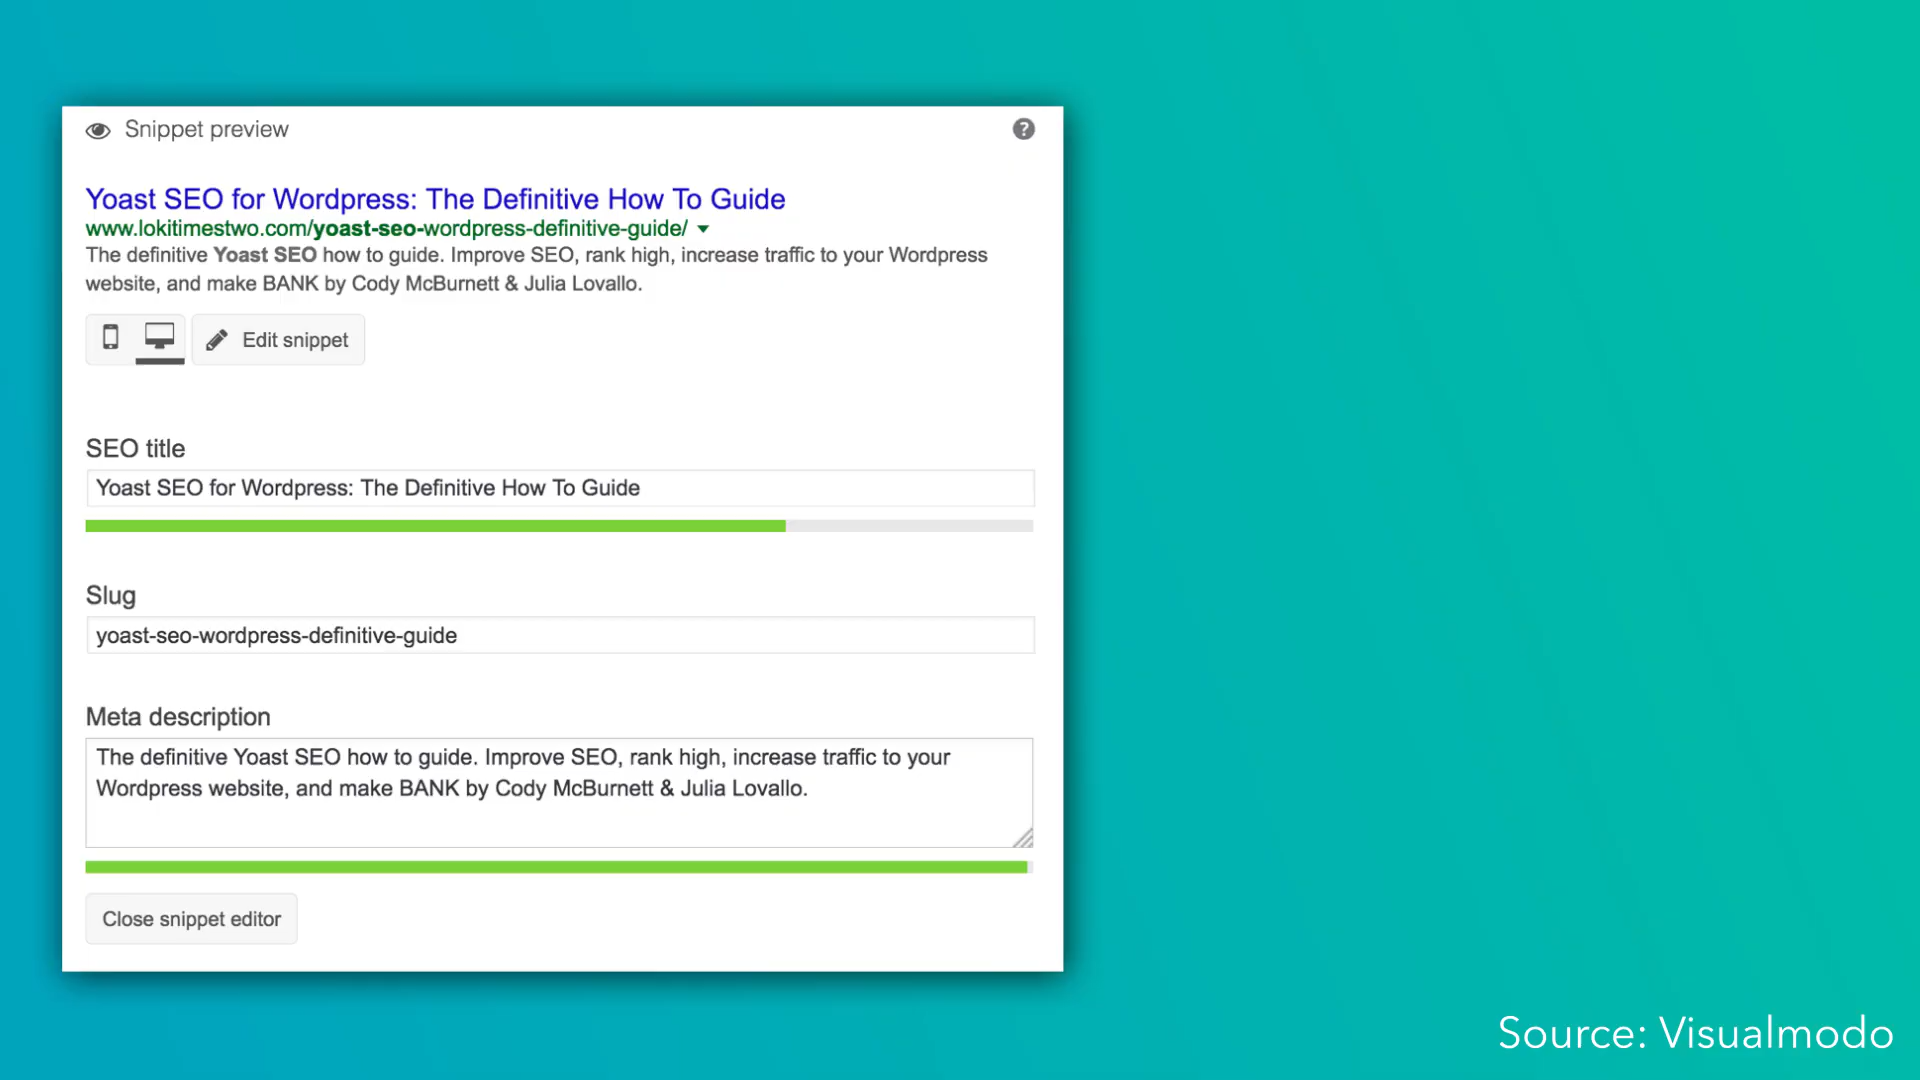 Snippet preview
?
Yoast SEO for Wordpress: The Definitive How To Guide
www.lokitimestwo.com/yoast-seo-wordpress-definitive-guide/
The definitive Yoast SEO how to guide. Improve SEO, rank high, increase traffic to your Wordpress
website, and make BANK by Cody McBurnett & Julia Lovallo.
Edit snippet
SEO title
Yoast SEO for Wordpress: The Definitive How To Guide
Slug
yoast-seo-wordpress-definitive-guide
Meta description
The definitive Yoast SEO how to guide. Improve SEO, rank high, increase traffic to your
Wordpress website, and make BANK by Cody McBurnett & Julia Lovallo.
Close snippet editor
Source: Visualmodo